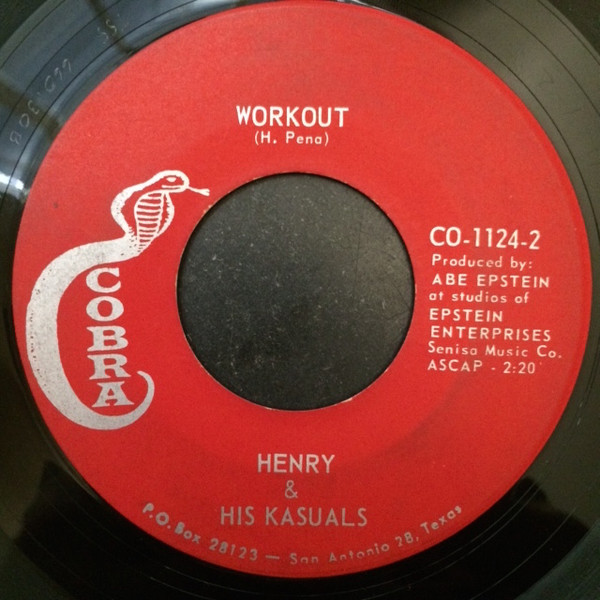 WORKOUT
(H. Pena)
COBRA
CO-1124-2
Produced by:
ABE EPSTEIN
at studios of
EPSTEIN
ENTERPRISES
Senisa Music Co.
ASCAP - 2:20
HENRY
&
HIS KASUALS
P.O. Box 28123 — San Antonio 28, Texas